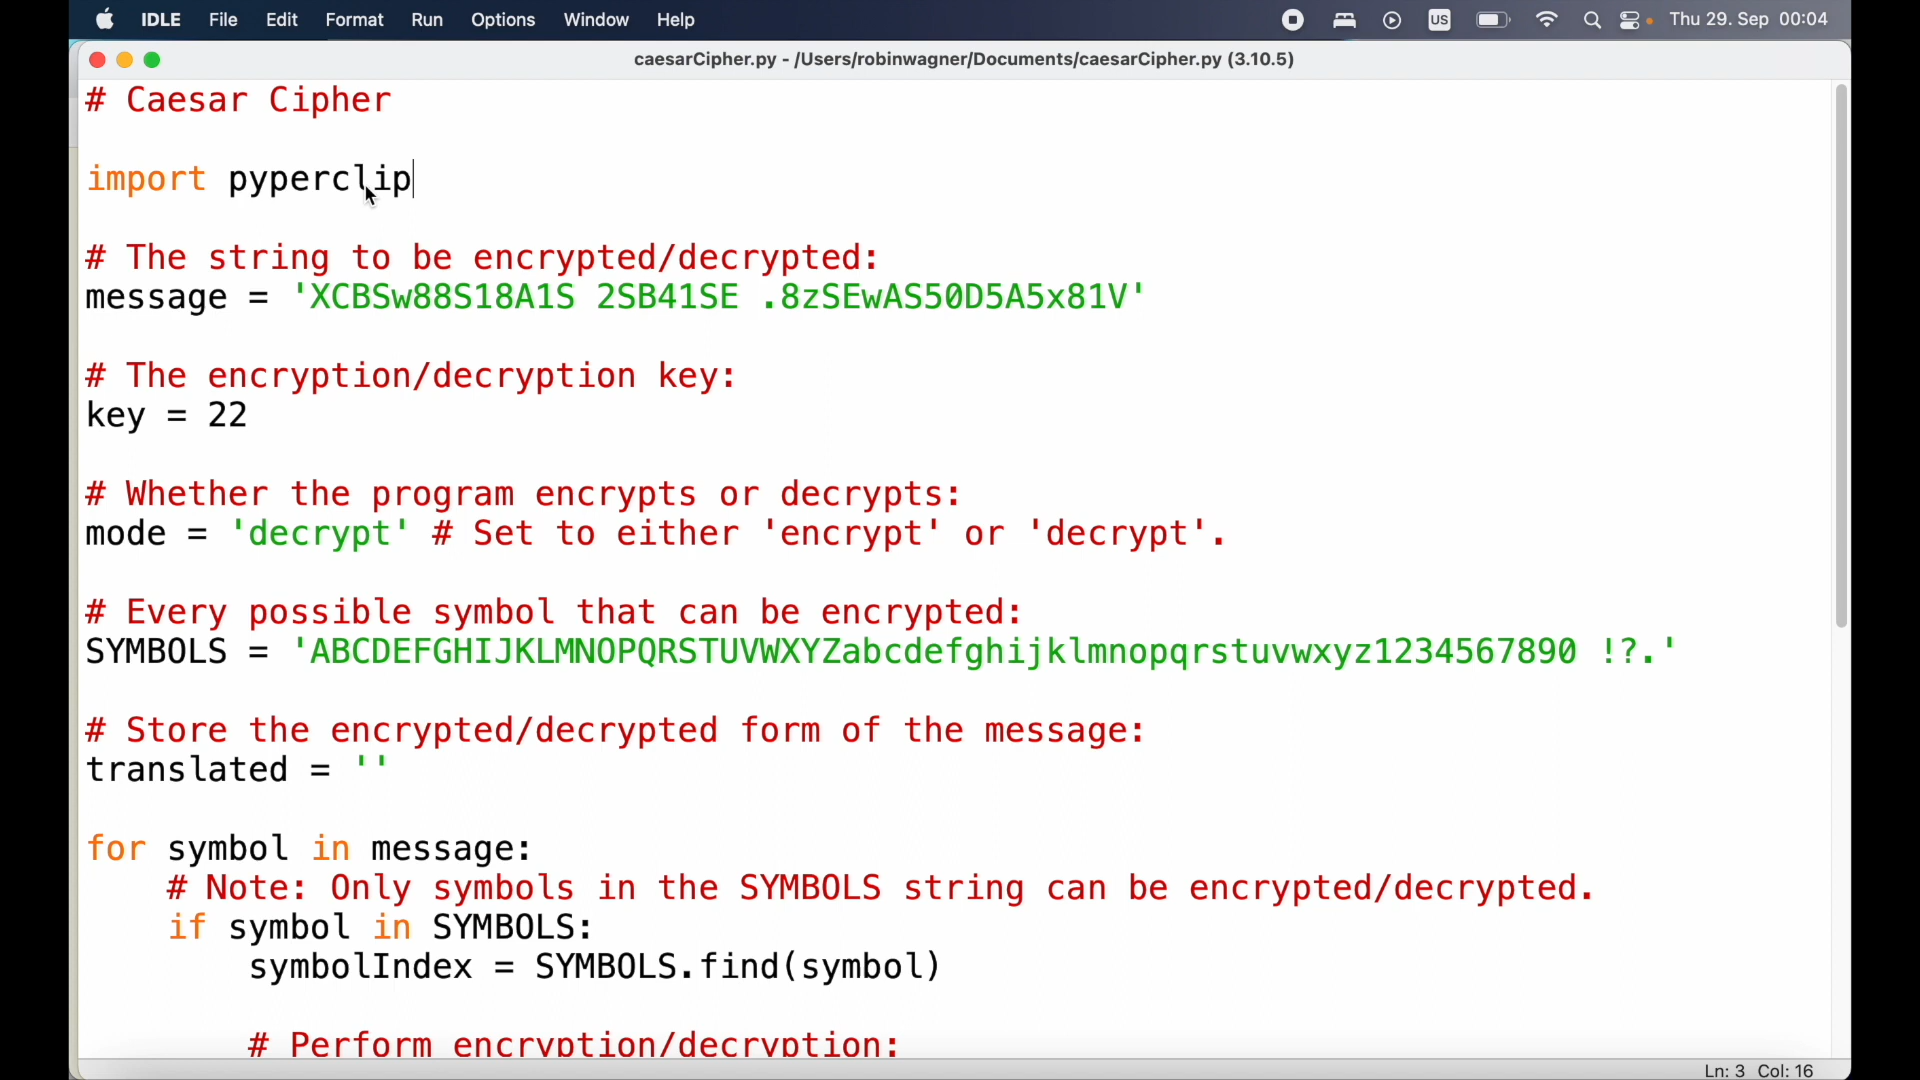 IDLE File Edit Format Run Options Window Help US Thu 29. Sep 00:04
caesarCipher.py - /Users/robinwagner/Documents/caesarCipher.py (3.10.5)
# Caesar Cipher
import pyperclip
# The string to be encrypted/decrypted:
message = 'XCBSw88S18A1S 2SB41SE .8zSEwAS50D5A5x81V'
# The encryption/decryption key:
key = 22
# Whether the program encrypts or decrypts:
mode = 'decrypt' # Set to either 'encrypt' or 'decrypt'.
# Every possible symbol that can be encrypted:
SYMBOLS = 'ABCDEFGHIJKLMNOPQRSTUVWXYZabcdefghijklmnopqrstuvwxyz1234567890 !?.'
# Store the encrypted/decrypted form of the message:
translated = ''
for symbol in message:
# Note: Only symbols in the SYMBOLS string can be encrypted/decrypted.
if symbol in SYMBOLS:
symbolIndex = SYMBOLS.find(symbol)
# Perform encryption/decryption:
Ln: 3 Col: 16